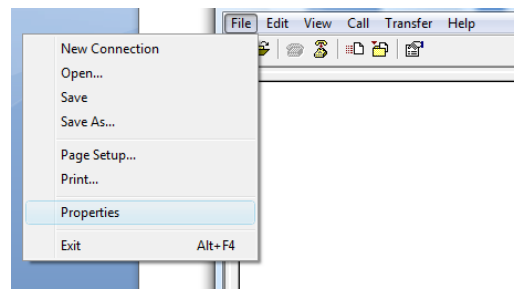 File Edit View Call Transfer Help
New Connection
Open...
Save
Save As...
Page Setup...
Print...
Properties
Exit Alt+F4